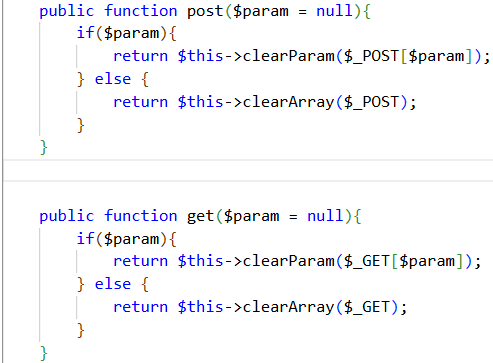 public function post($param = null){
if($param){
return $this->clearParam($_POST[$param]);
} else {
return $this->clearArray($_POST);
}
}
public function get($param = null){
if($param){
return $this->clearParam($_GET[$param]);
} else {
return $this->clearArray($_GET);
}
}